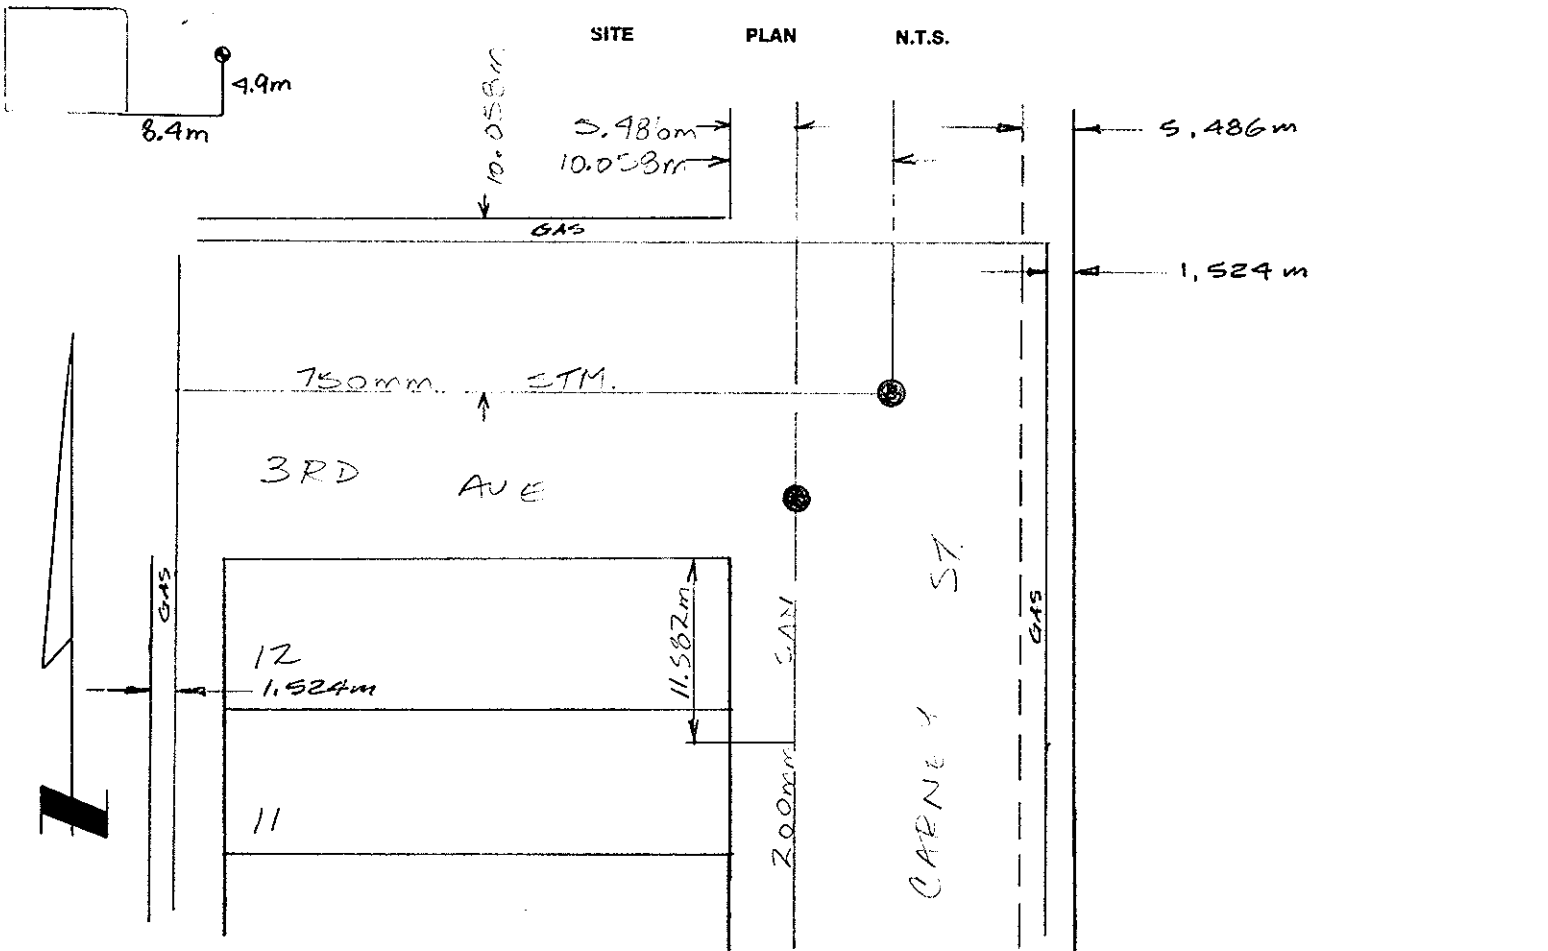 SITE PLAN N.T.S.
4.9m
8.4m
10.058m
5.486m
10.058m
5,486m
GAS
1,524m
750mm. STM.
3RD AVE
GAS
12
1.524m
11.582m
SAN
200mm
11
CARNEY ST.
GAS